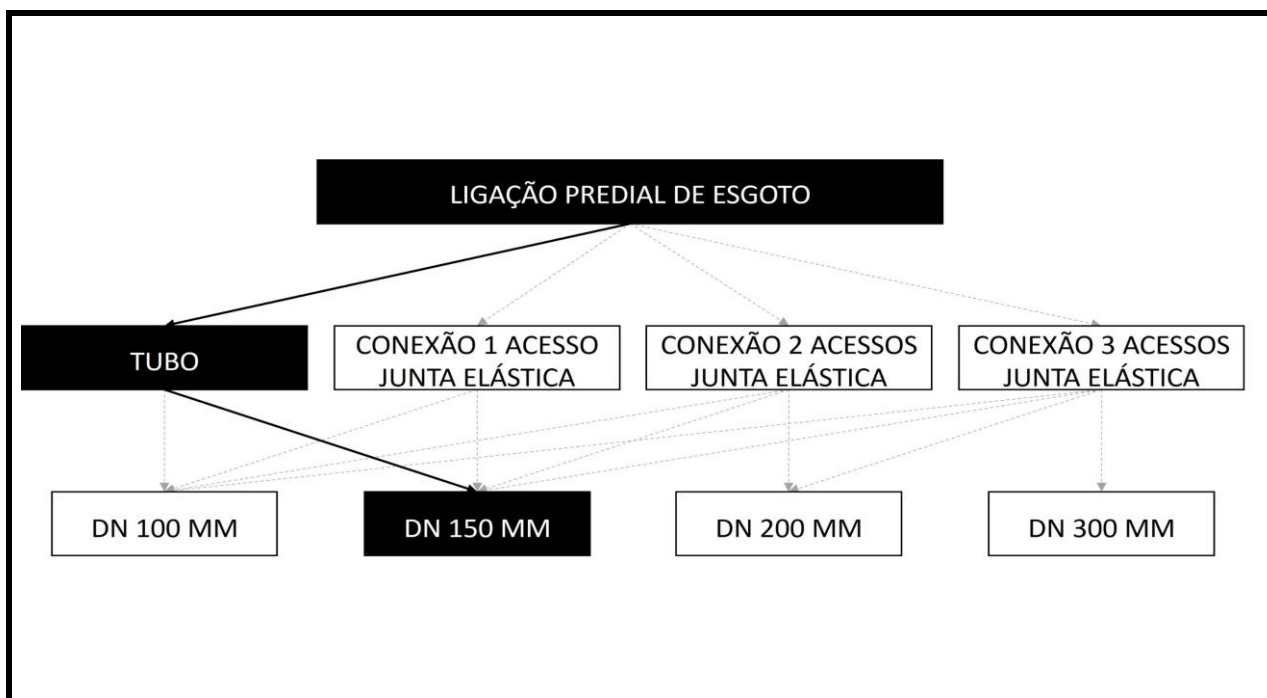 LIGAÇÃO PREDIAL DE ESGOTO
TUBO
CONEXÃO 1 ACESSO
JUNTA ELÁSTICA
CONEXÃO 2 ACESSOS
JUNTA ELÁSTICA
CONEXÃO 3 ACESSOS
JUNTA ELÁSTICA
DN 100 MM
DN 150 MM
DN 200 MM
DN 300 MM